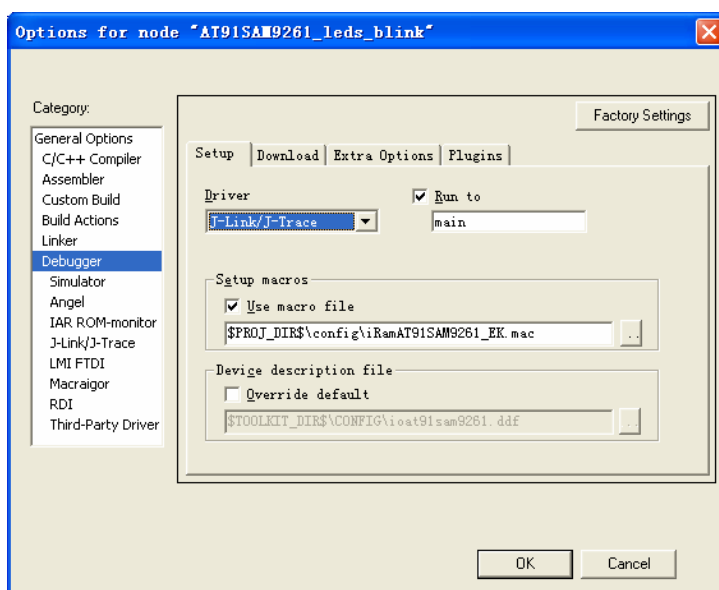 Options for node "AT91SAM9261_leds_blink"
Category:
General Options
C/C++ Compiler
Assembler
Custom Build
Build Actions
Linker
Debugger
Simulator
Angel
IAR ROM-monitor
J-Link/J-Trace
LMI FTDI
Macraigor
RDI
Third-Party Driver
Factory Settings
Setup Download Extra Options Plugins
Driver Run to
J-Link/J-Trace main
Setup macros
Use macro file
$PROJ_DIR$\config\iRamAT91SAM9261_EK.mac
..
Device description file
Override default
$TOOLKIT_DIR$\CONFIG\ioat91sam9261.ddf
..
OK Cancel